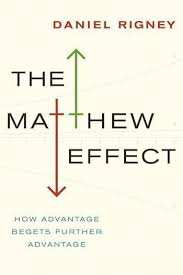 DANIEL RIGNEY
THE
MATTHEW
EFFECT
HOW ADVANTAGE
BEGETS FURTHER
ADVANTAGE